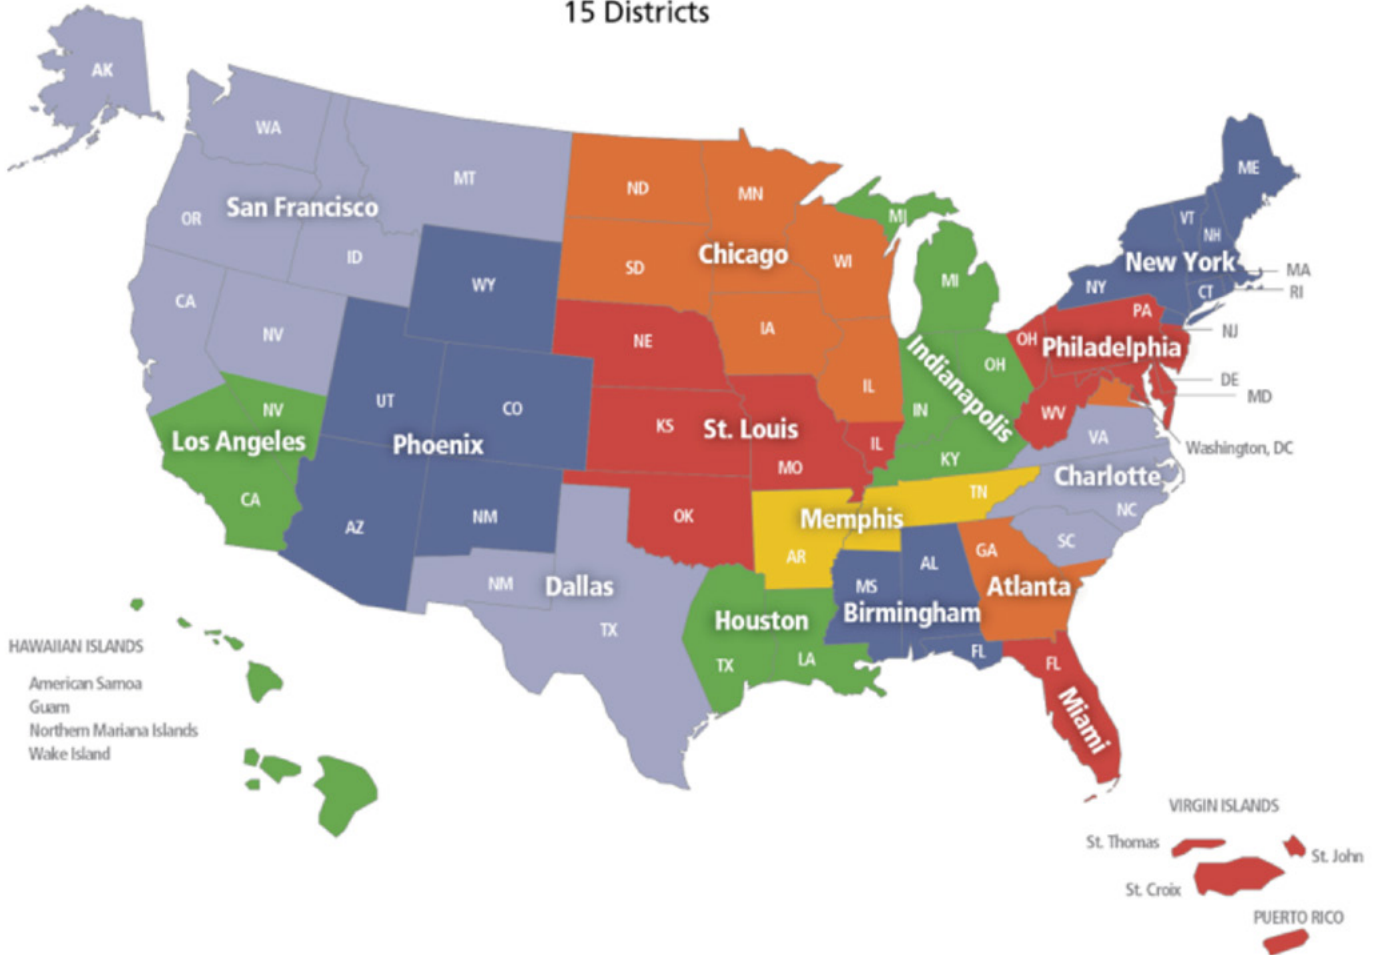 15 Districts
AK
WA
MT
OR
San Francisco
ID
CA
NV
WY
ND
MN
SD
Chicago
WI
IA
IL
MI
MI
ME
VT
NH
New York
NY
MA
CT
RI
PA
NJ
OH
Philadelphia
OH
Indianapolis
IN
KY
WV
DE
MD
Washington, DC
VA
Charlotte
NC
SC
NE
KS
St. Louis
MO
IL
OK
UT
CO
Phoenix
AZ
NM
NV
Los Angeles
CA
NM
Dallas
TX
Memphis
TN
AR
MS
AL
Birmingham
FL
GA
Atlanta
Houston
TX
LA
FL
Miami
HAWAIIAN ISLANDS
American Samoa
Guam
Northern Mariana Islands
Wake Island
VIRGIN ISLANDS
St. Thomas
St. John
St. Croix
PUERTO RICO